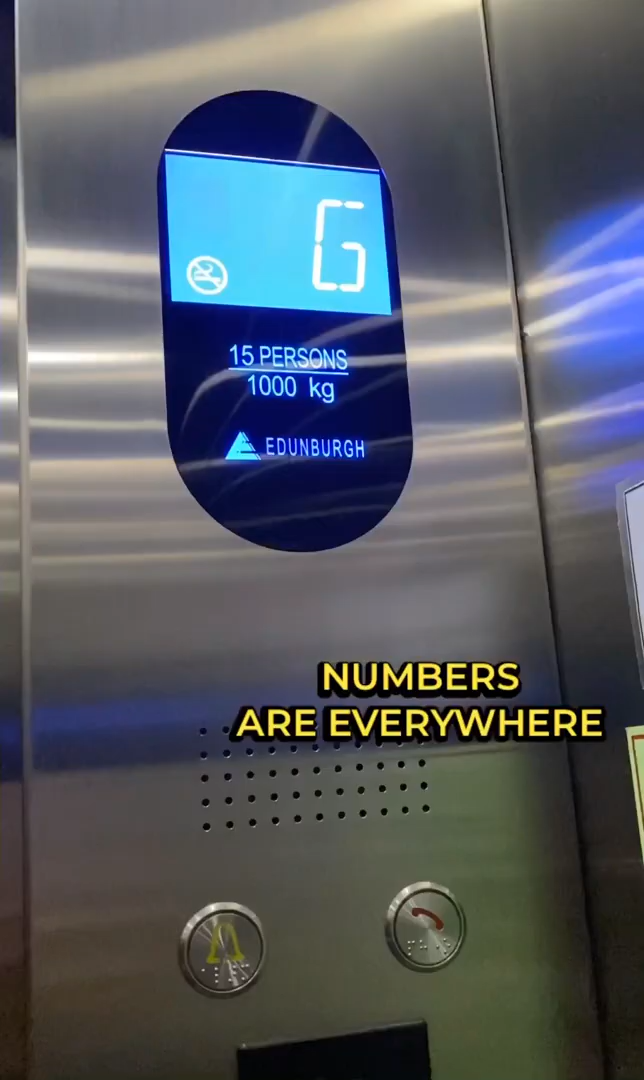 G
15 PERSONS
1000 kg
EDUNBURGH
NUMBERS
ARE EVERYWHERE